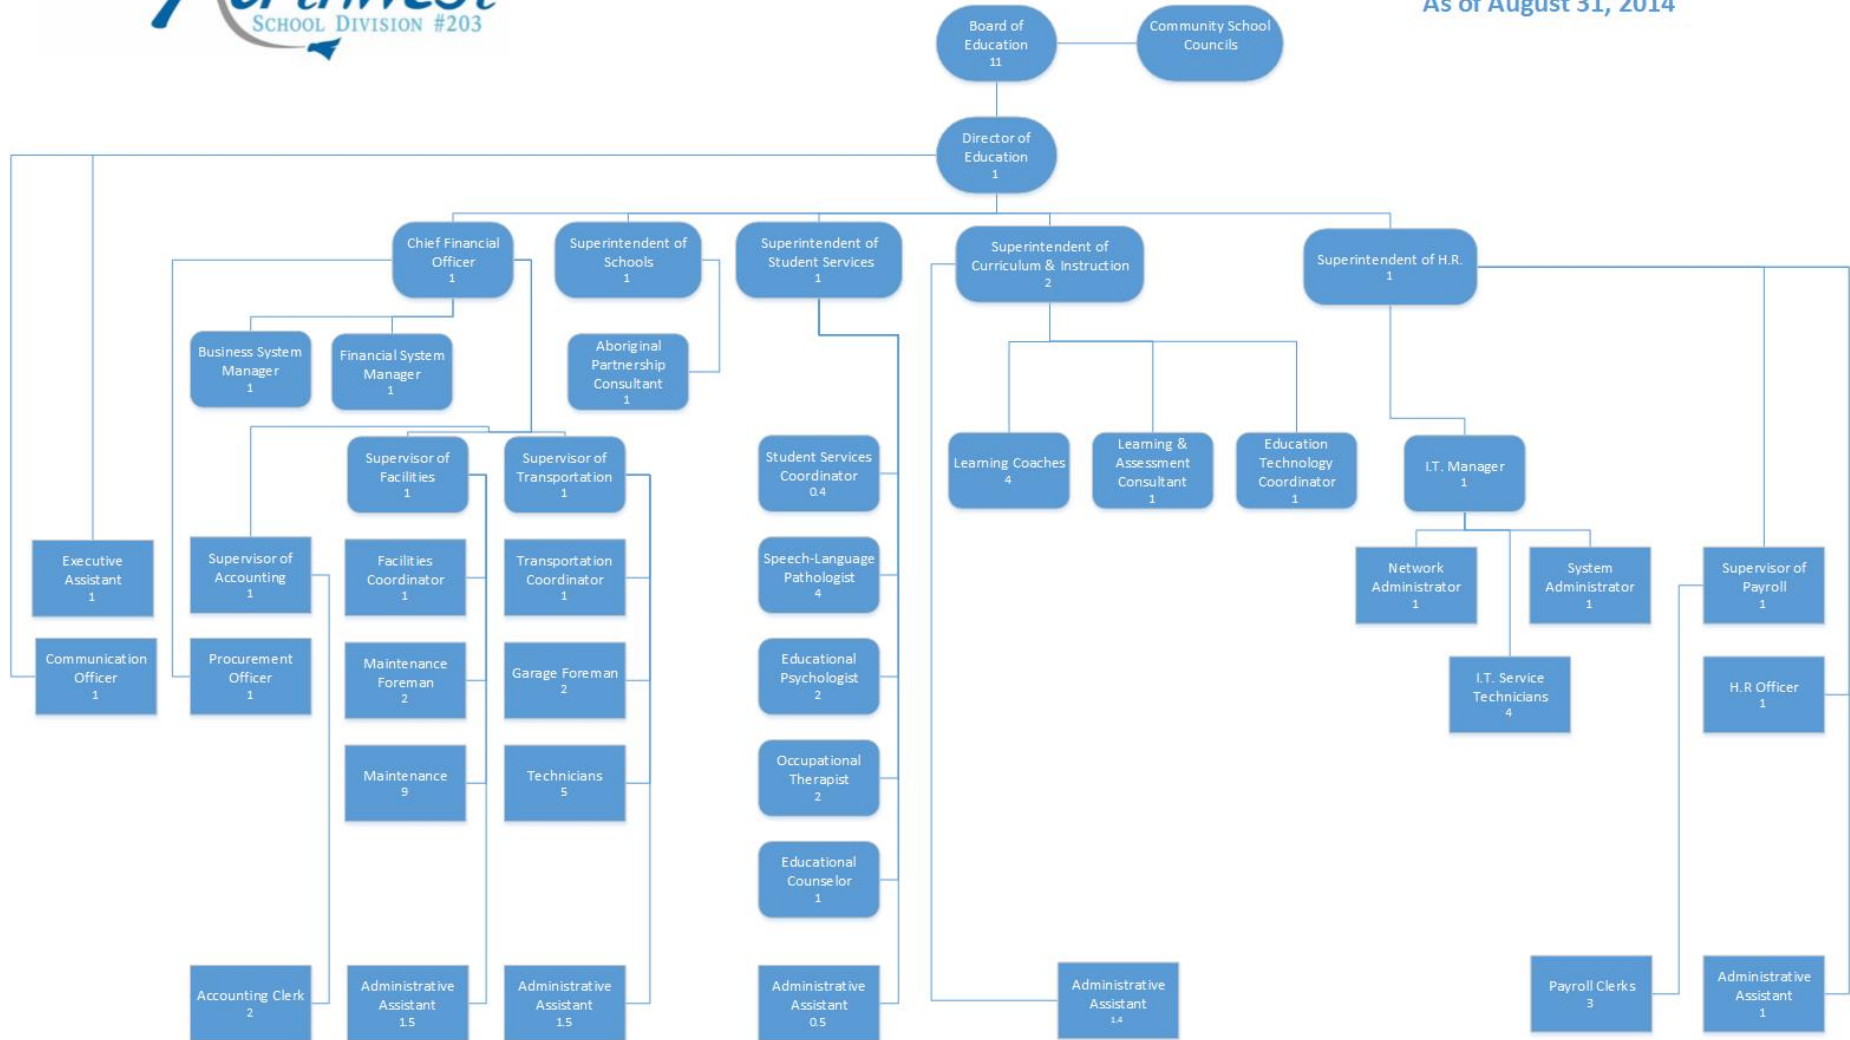 Northwest
SCHOOL DIVISION #203
As of August 31, 2014
Board of
Education
11
Community School
Councils
Director of
Education
1
Chief Financial
Officer
1
Superintendent of
Schools
1
Superintendent of
Student Services
1
Superintendent of
Curriculum & Instruction
2
Superintendent of H.R.
1
Business System
Manager
1
Financial System
Manager
1
Aboriginal
Partnership
Consultant
1
Supervisor of
Facilities
1
Supervisor of
Transportation
1
Student Services
Coordinator
0.4
Learning Coaches
4
Learning &
Assessment
Consultant
1
Education
Technology
Coordinator
1
I.T. Manager
1
Executive
Assistant
1
Supervisor of
Accounting
1
Facilities
Coordinator
1
Transportation
Coordinator
1
Speech-Language
Pathologist
4
Network
Administrator
1
System
Administrator
1
Supervisor of
Payroll
1
Communication
Officer
1
Procurement
Officer
1
Maintenance
Foreman
2
Garage Foreman
2
Educational
Psychologist
2
I.T. Service
Technicians
4
H.R Officer
1
Maintenance
9
Technicians
5
Occupational
Therapist
2
Educational
Counselor
1
Accounting Clerk
2
Administrative
Assistant
1.5
Administrative
Assistant
1.5
Administrative
Assistant
0.5
Administrative
Assistant
1.4
Payroll Clerks
3
Administrative
Assistant
1